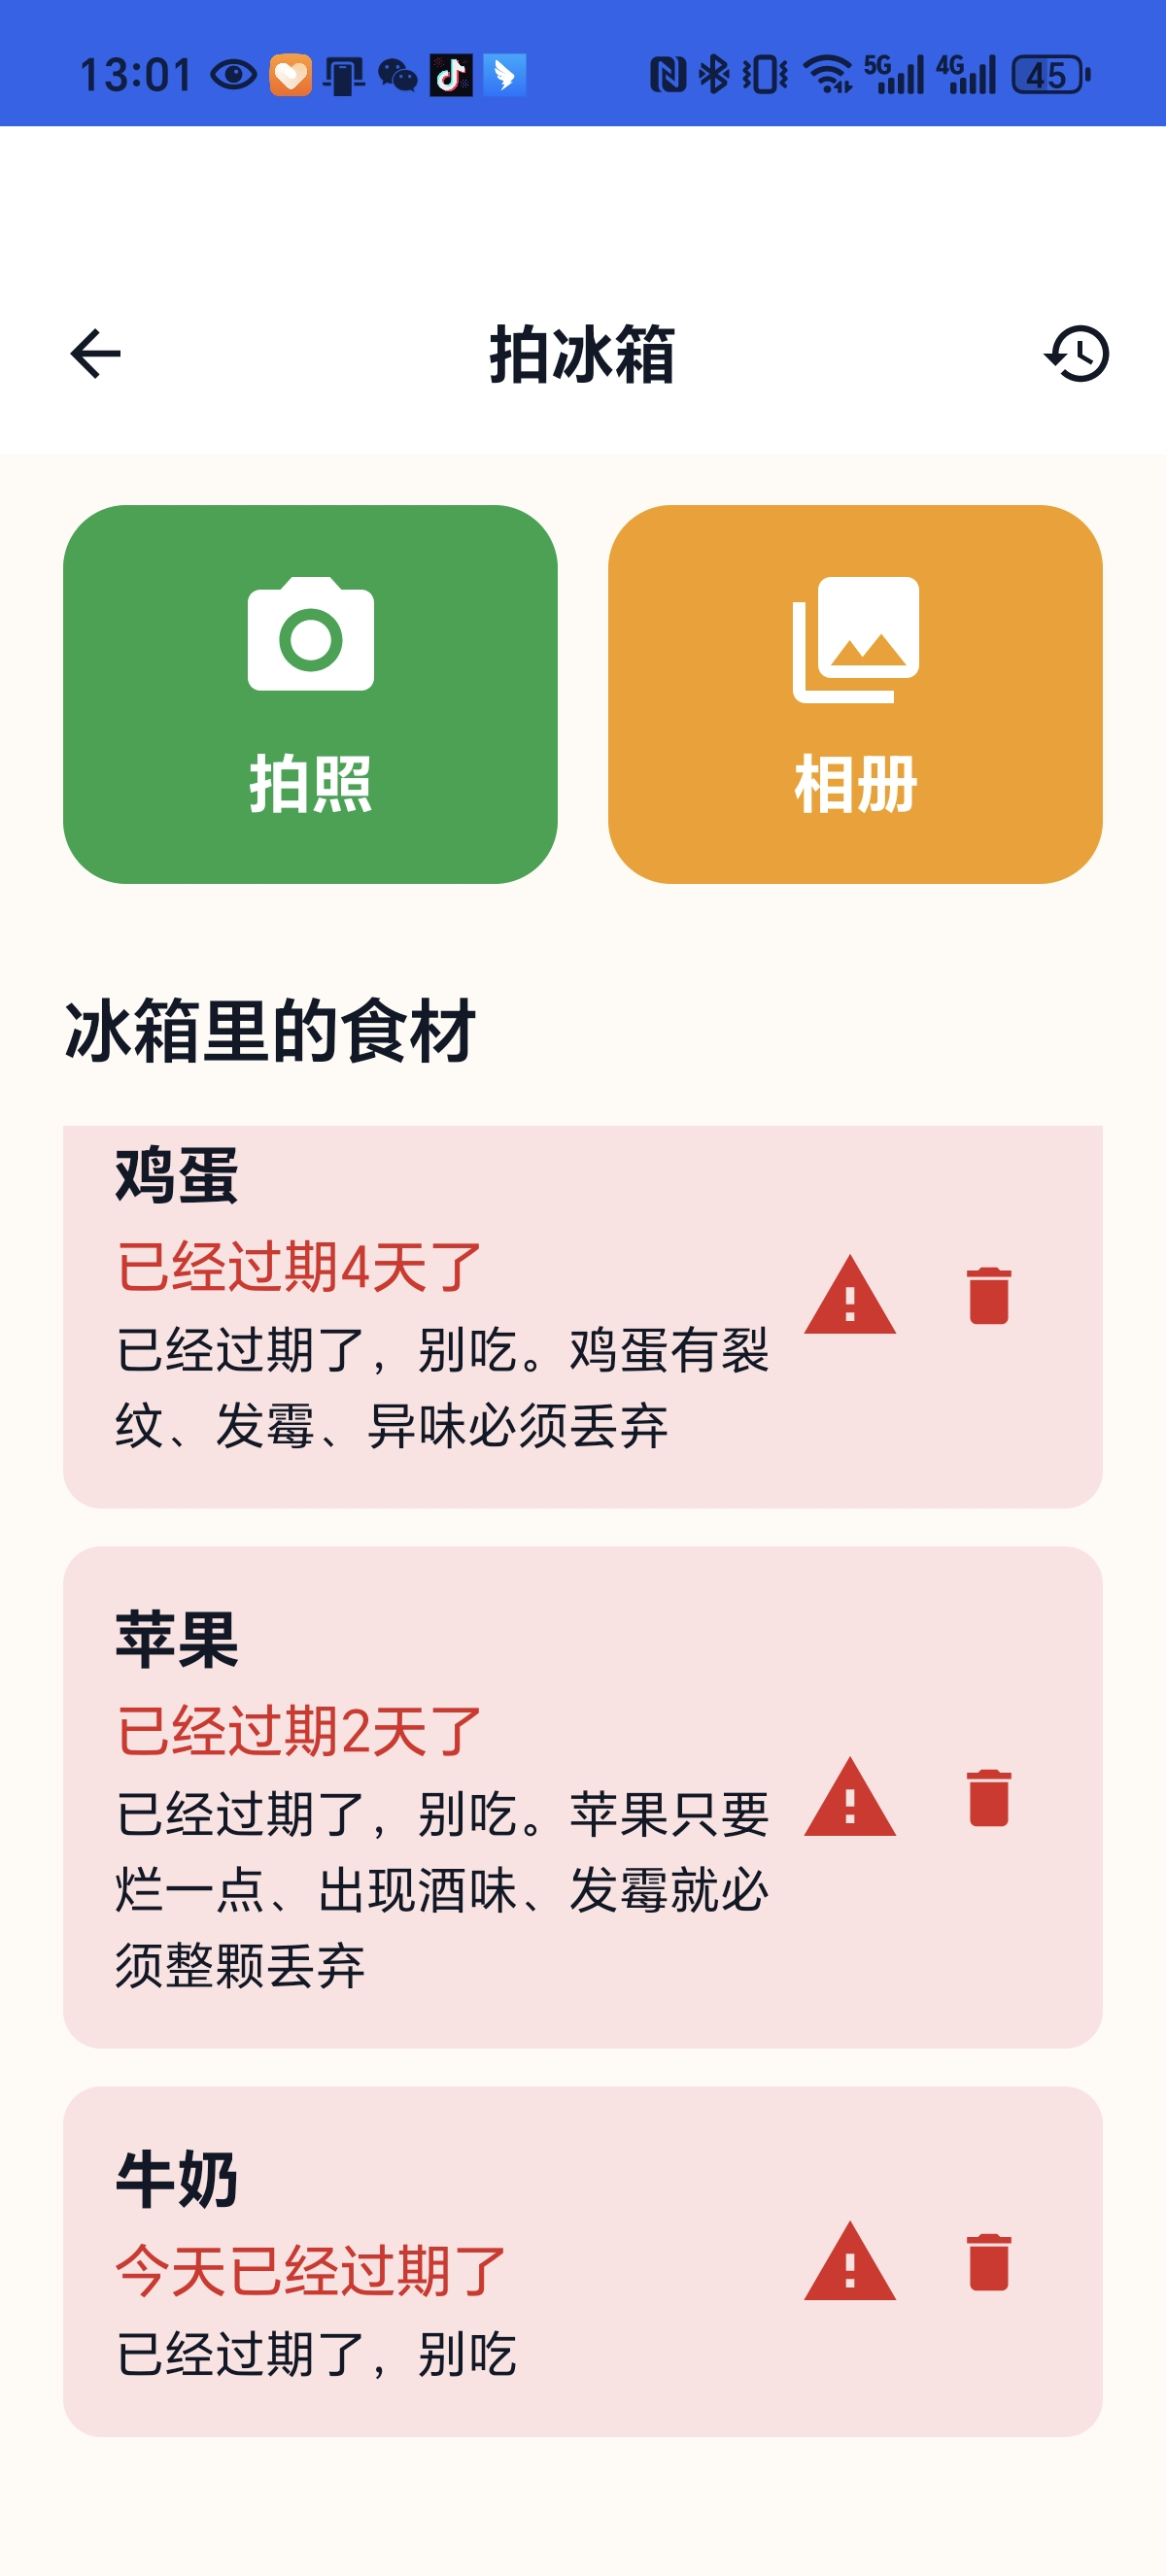 13:01 5G 4G 45
拍冰箱
拍照 相册
冰箱里的食材
鸡蛋
已经过期4天了
已经过期了，别吃。鸡蛋有裂
纹、发霉、异味必须丢弃
苹果
已经过期2天了
已经过期了，别吃。苹果只要
烂一点、出现酒味、发霉就必
须整颗丢弃
牛奶
今天已经过期了
已经过期了，别吃